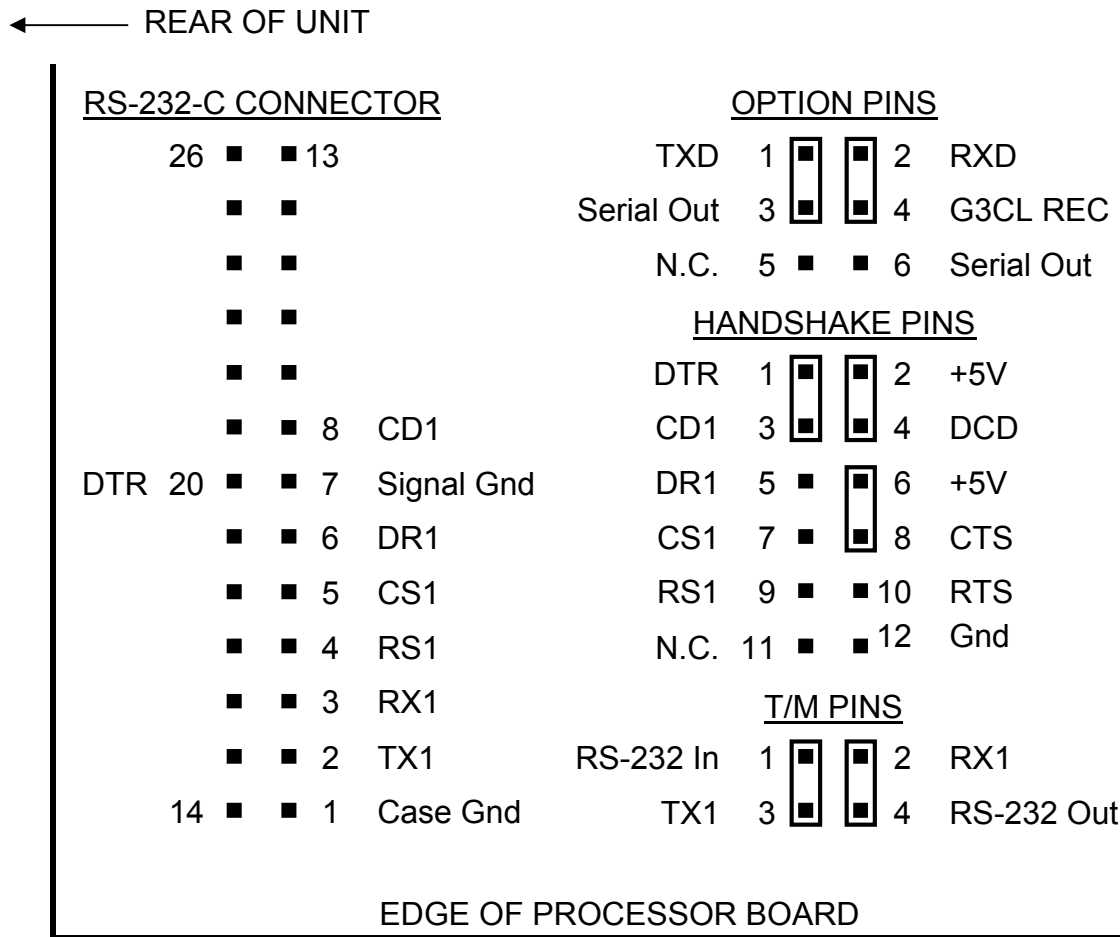 REAR OF UNIT
RS-232-C CONNECTOR
26 13
8 CD1
DTR 20 7 Signal Gnd
6 DR1
5 CS1
4 RS1
3 RX1
2 TX1
14 1 Case Gnd
OPTION PINS
TXD 1 2 RXD
Serial Out 3 4 G3CL REC
N.C. 5 6 Serial Out
HANDSHAKE PINS
DTR 1 2 +5V
CD1 3 4 DCD
DR1 5 6 +5V
CS1 7 8 CTS
RS1 9 10 RTS
N.C. 11 12 Gnd
T/M PINS
RS-232 In 1 2 RX1
TX1 3 4 RS-232 Out
EDGE OF PROCESSOR BOARD